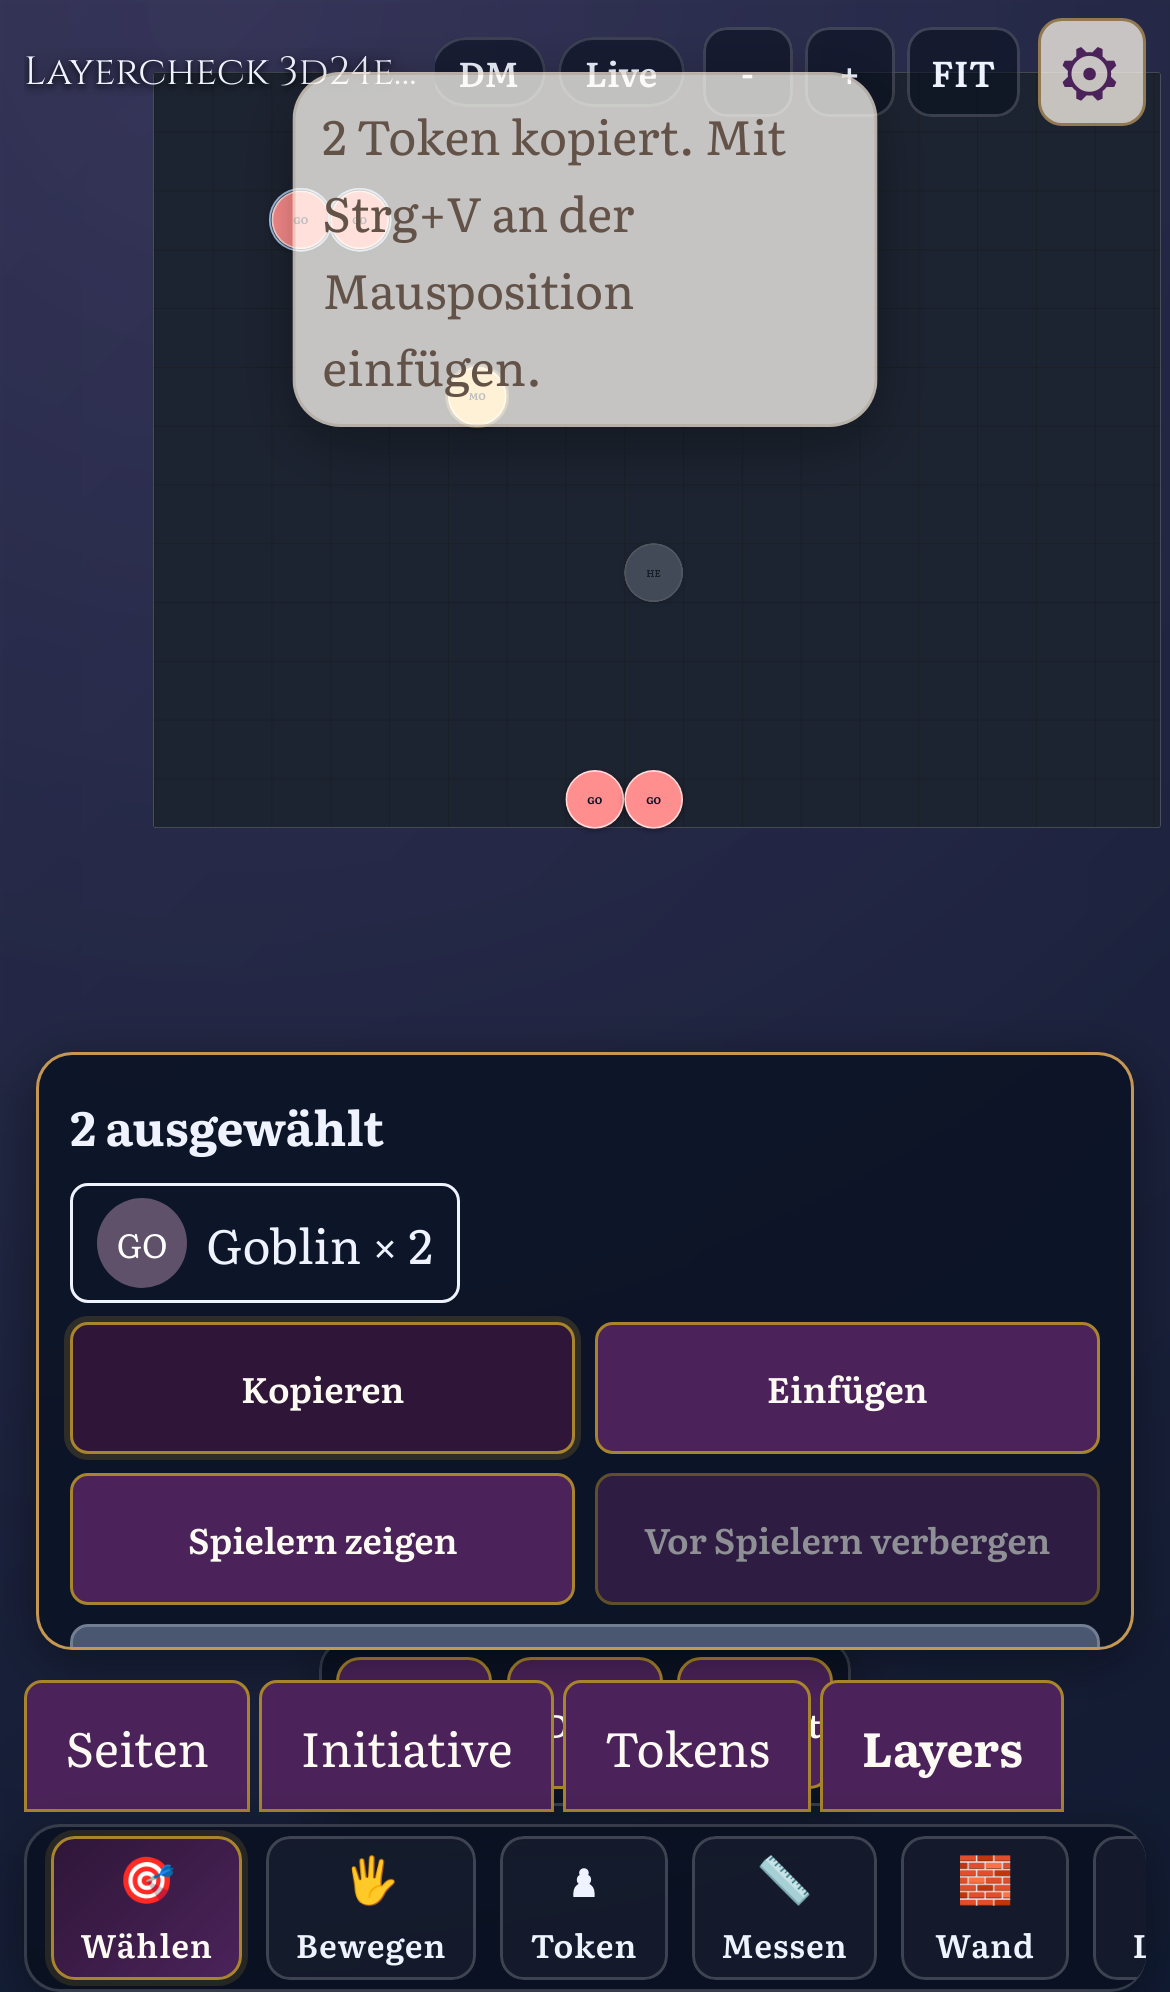 Layercheck 3d24e... DM Live - + FIT
2 Token kopiert. Mit
Strg+V an der
Mausposition
einfügen.
GO
MO
HE
GO GO
2 ausgewählt
GO Goblin × 2
Kopieren Einfügen
Spielern zeigen Vor Spielern verbergen
Seiten Initiative Tokens Layers
Wählen Bewegen Token Messen Wand